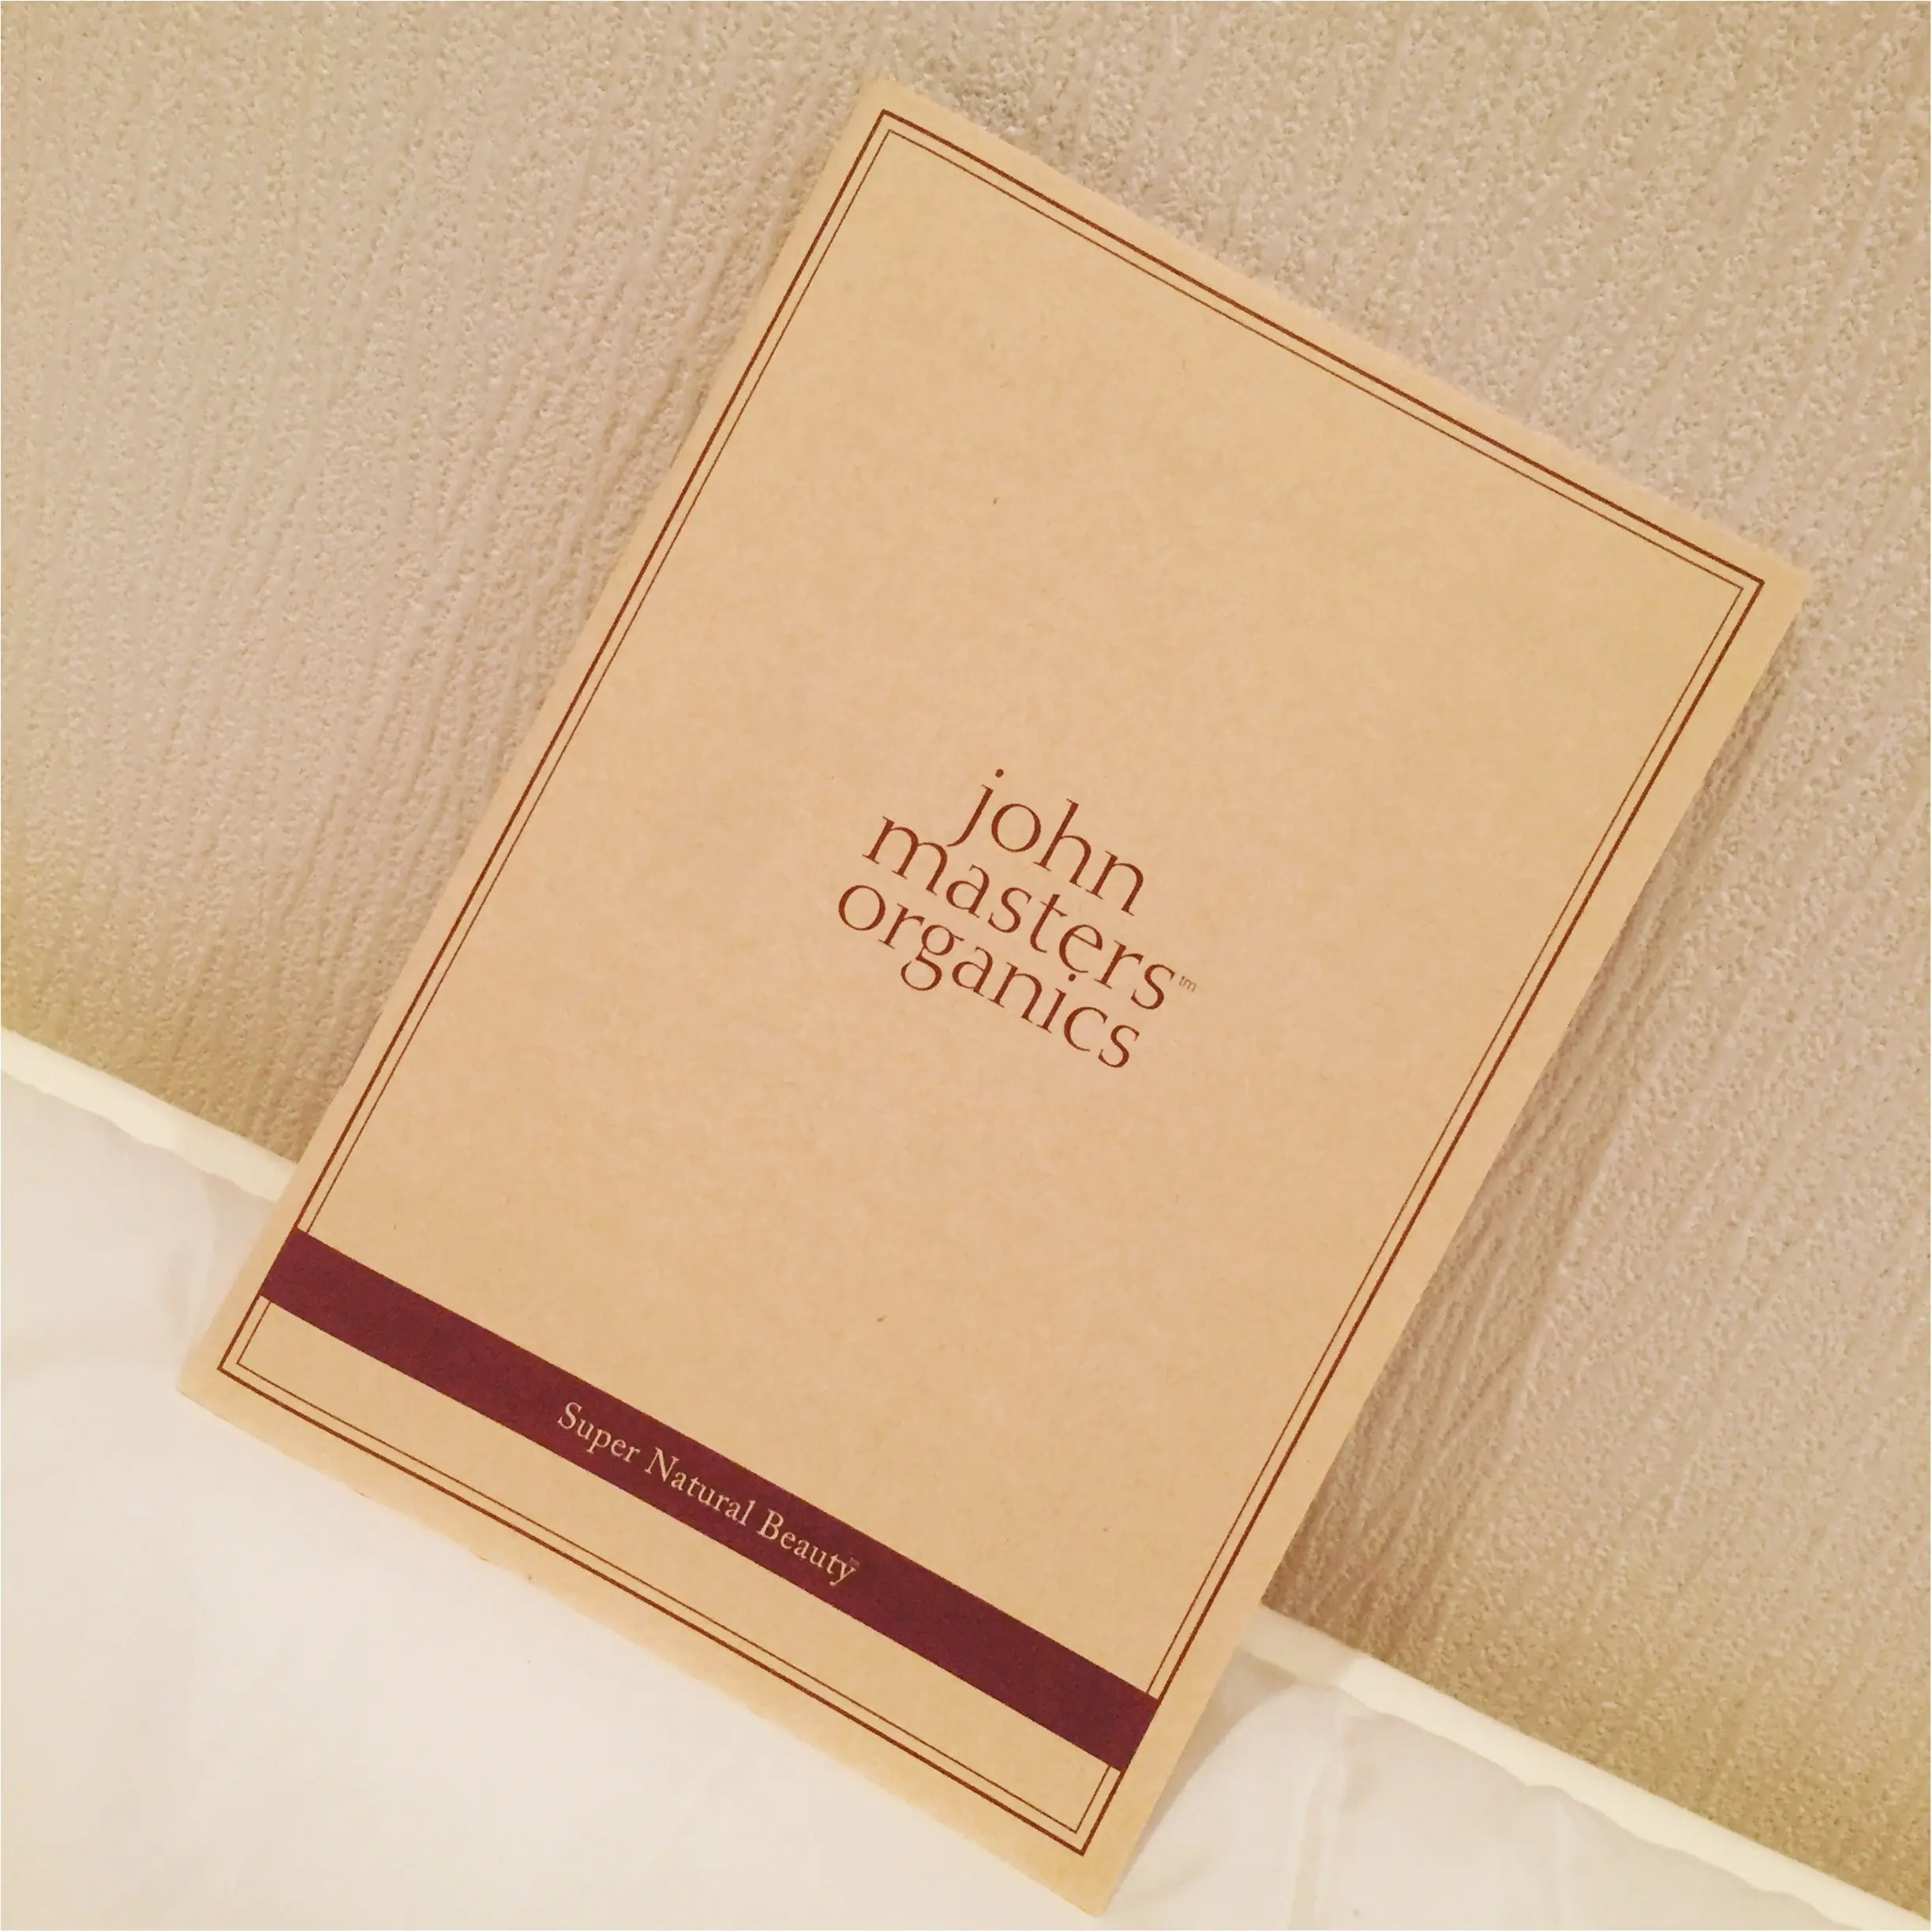 john
masters™
organics
Super Natural Beauty™